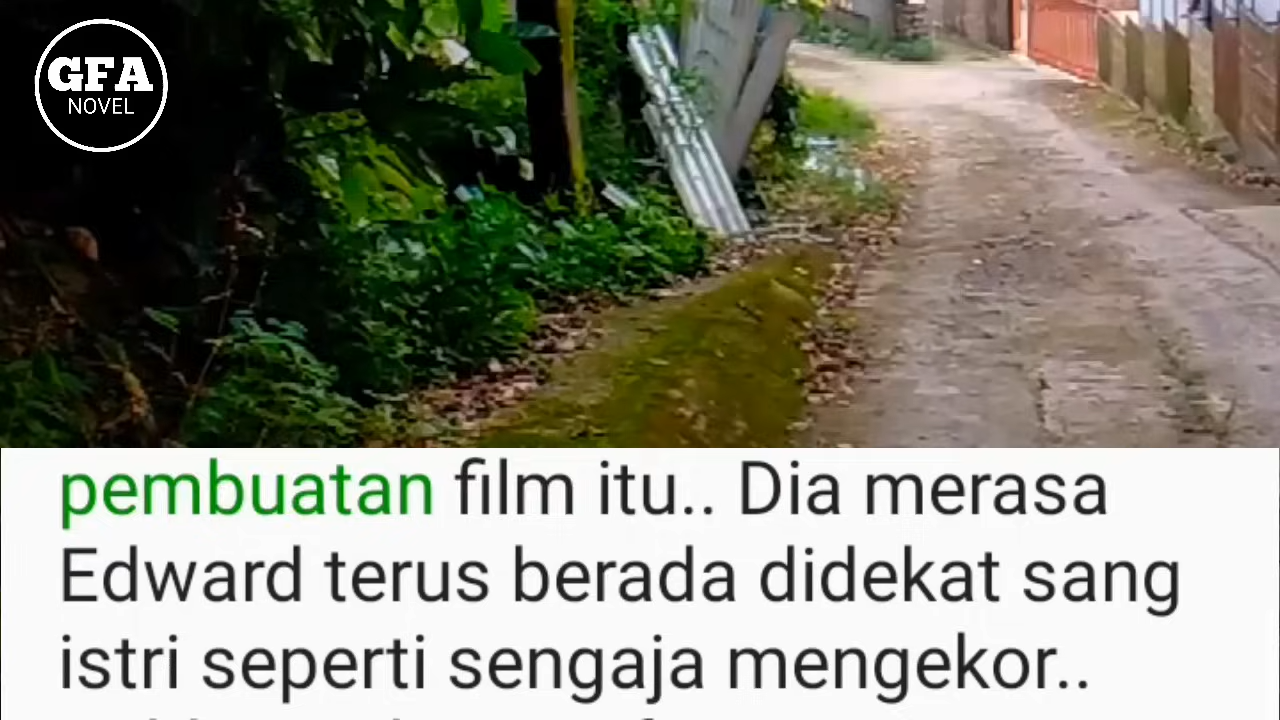 GFA
NOVEL
pembuatan film itu.. Dia merasa
Edward terus berada didekat sang
istri seperti sengaja mengekor..